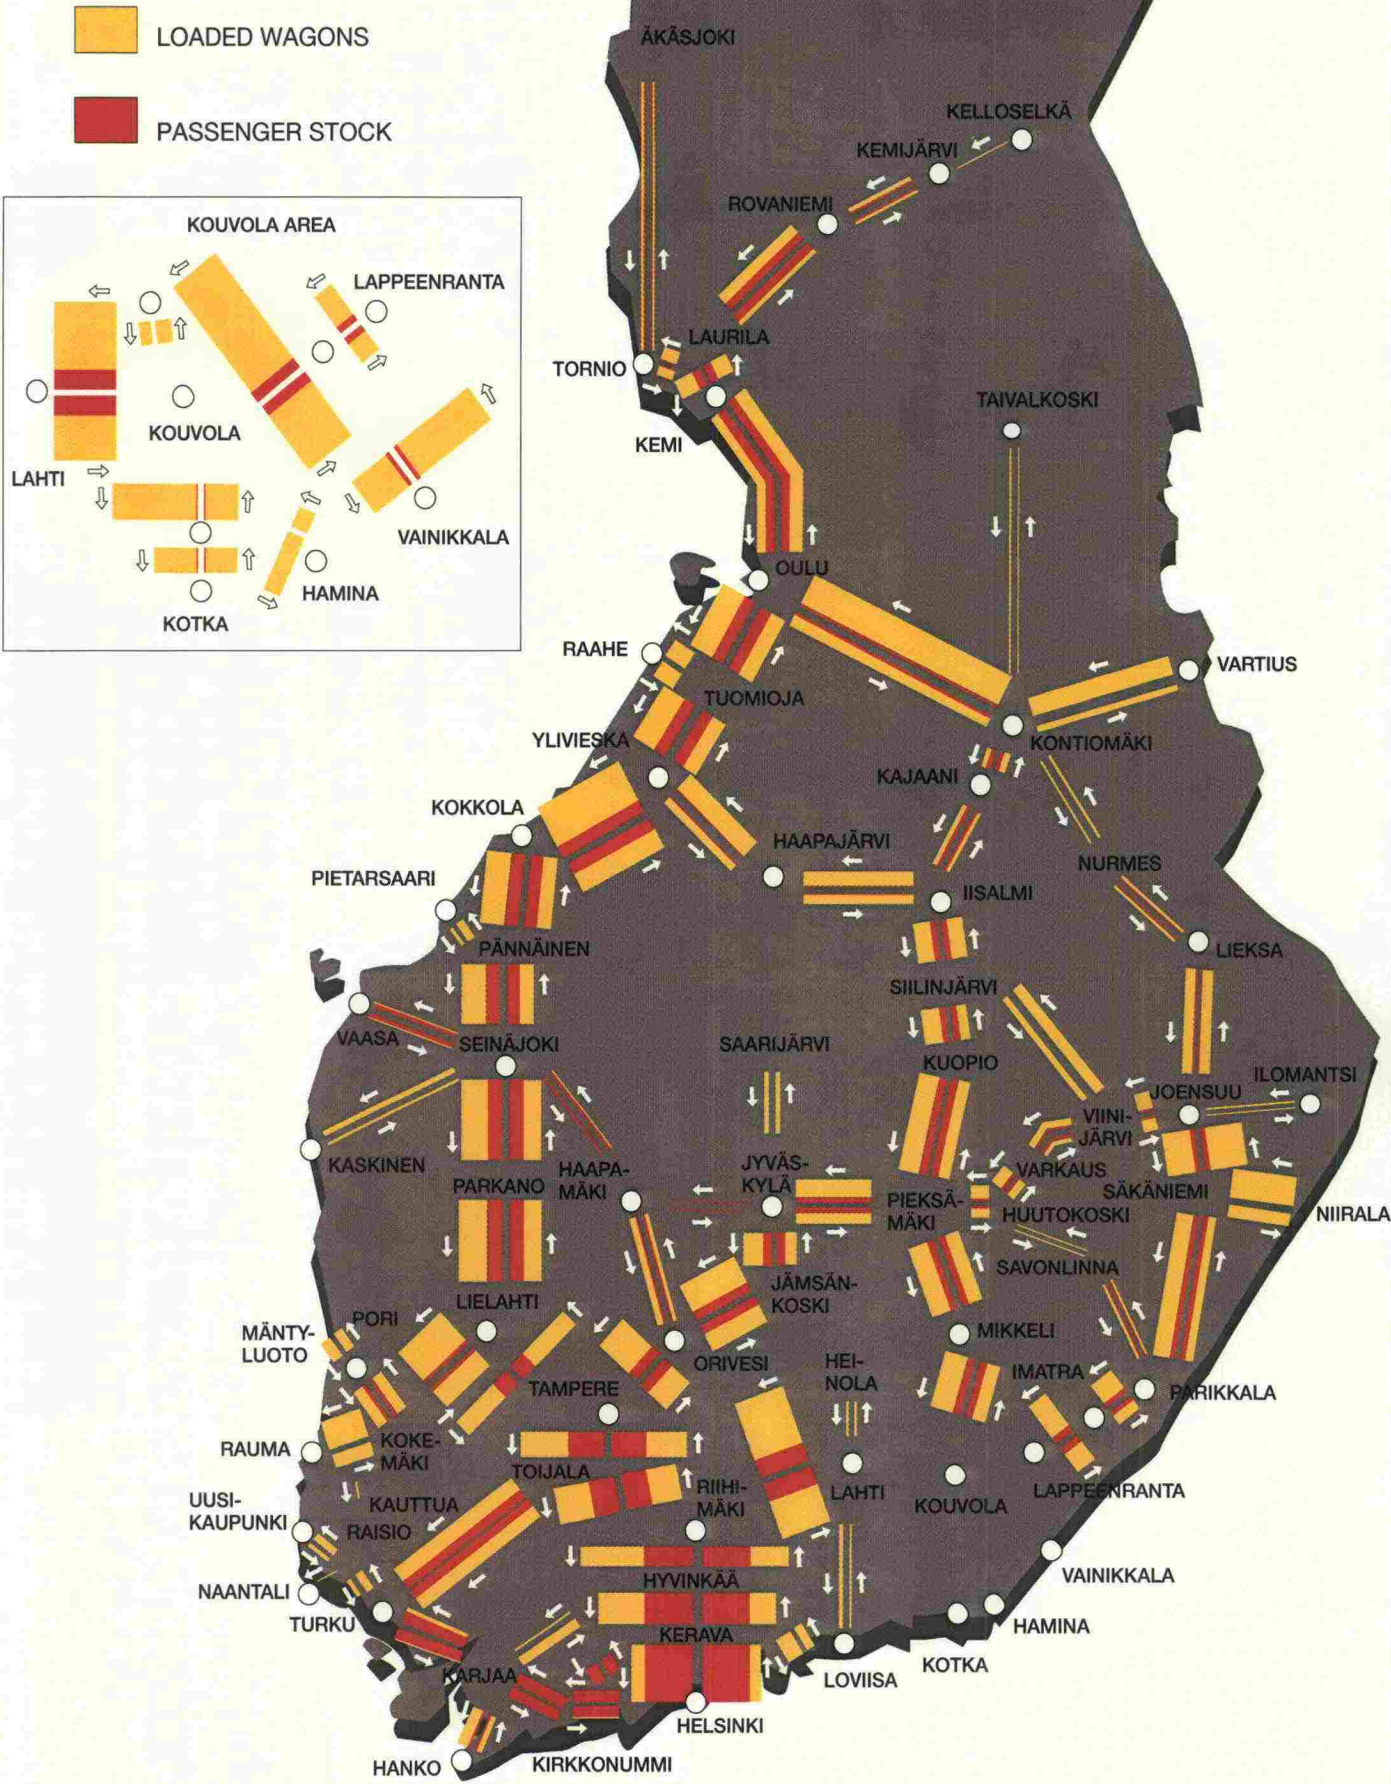 LOADED WAGONS
PASSENGER STOCK
KOUVOLA AREA
LAPPEENRANTA
KOUVOLA
LAHTI
VAINIKKALA
HAMINA
KOTKA
ÄKÄSJOKI
KELLOSELKÄ
KEMIJÄRVI
ROVANIEMI
LAURILA
TORNIO
TAIVALKOSKI
KEMI
OULU
RAAHE
VARTIUS
TUOMIOJA
YLIVIESKA
KONTIOMÄKI
KAJAANI
KOKKOLA
HAAPAJÄRVI
NURMES
PIETARSAARI
IISALMI
PÄNNÄINEN
LIEKSA
SIILINJÄRVI
VAASA
SEINÄJOKI
SAARIJÄRVI
KUOPIO
ILOMANTSI
JOENSUU
VIINI-
JÄRVI
KASKINEN
HAAPA-
MÄKI
JYVÄS-
KYLÄ
VARKAUS
PARKANO
PIEKSÄ-
MÄKI
SÄKÄNIEMI
HUUTOKOSKI
NIIRALA
SAVONLINNA
JÄMSÄN-
KOSKI
LIELAHTI
PORI
MÄNTY-
LUOTO
MIKKELI
ORIVESI
HEI-
NOLA
IMATRA
TAMPERE
PARIKKALA
RAUMA
KOKE-
MÄKI
TOIJALA
RIIHI-
MÄKI
LAHTI
KOUVOLA
LAPPEENRANTA
UUSI-
KAUPUNKI
KAUTTUA
RAISIO
VAINIKKALA
HYVINKÄÄ
NAANTALI
TURKU
HAMINA
KERAVA
KOTKA
KARJAA
LOVIISA
HELSINKI
HANKO
KIRKKONUMMI